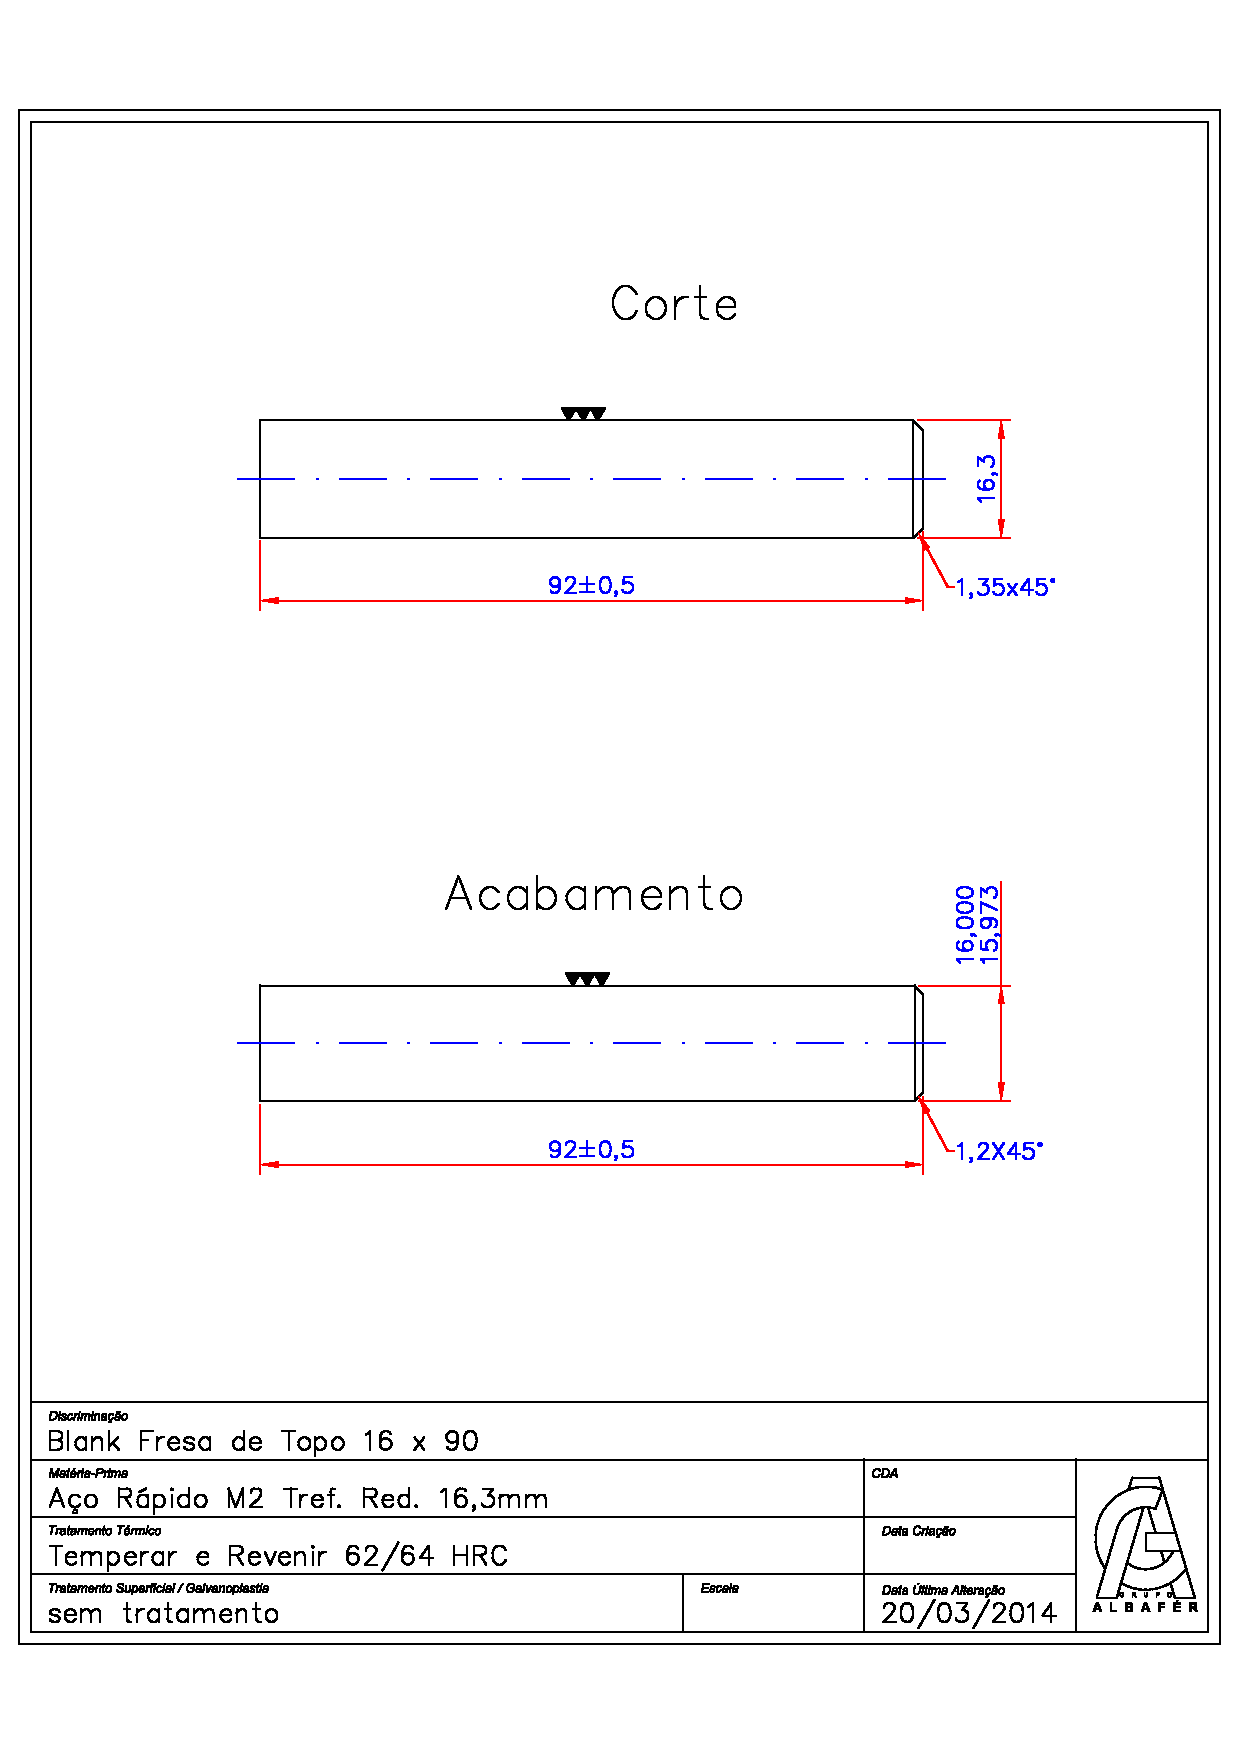 Corte
16,3
92±0,5
1,35x45°
Acabamento
16,000
15,973
92±0,5
1,2X45°
Discriminação
Blank Fresa de Topo 16 x 90
Matéria-Prima
Aço Rápido M2 Tref. Red. 16,3mm
CDA
Tratamento Térmico
Temperar e Revenir 62/64 HRC
Data Criação
Tratamento Superficial / Galvanoplastia
sem tratamento
Escala
Data Última Alteração
20/03/2014
GRUPO
ALBAFÉR